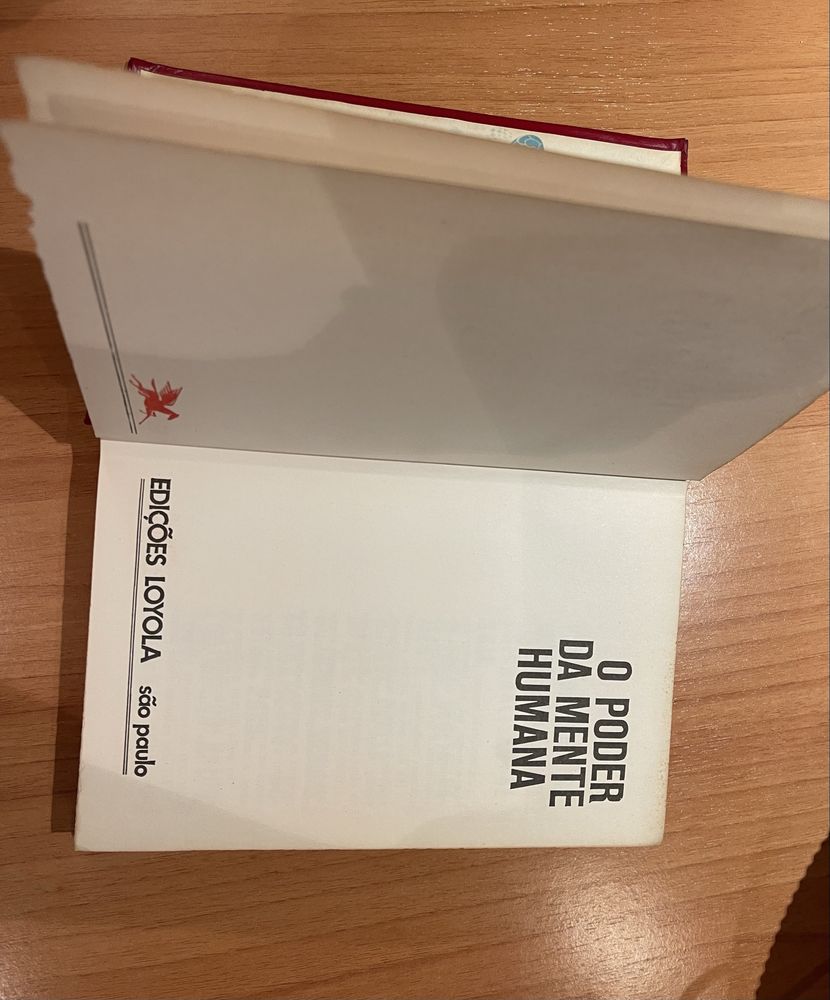 O PODER
DA MENTE
HUMANA
EDIÇÕES LOYOLA são paulo